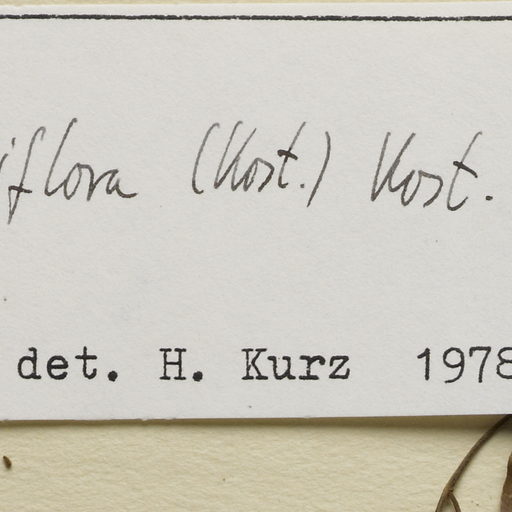 iflora (Kost.) Kost.
det. H. Kurz 1978